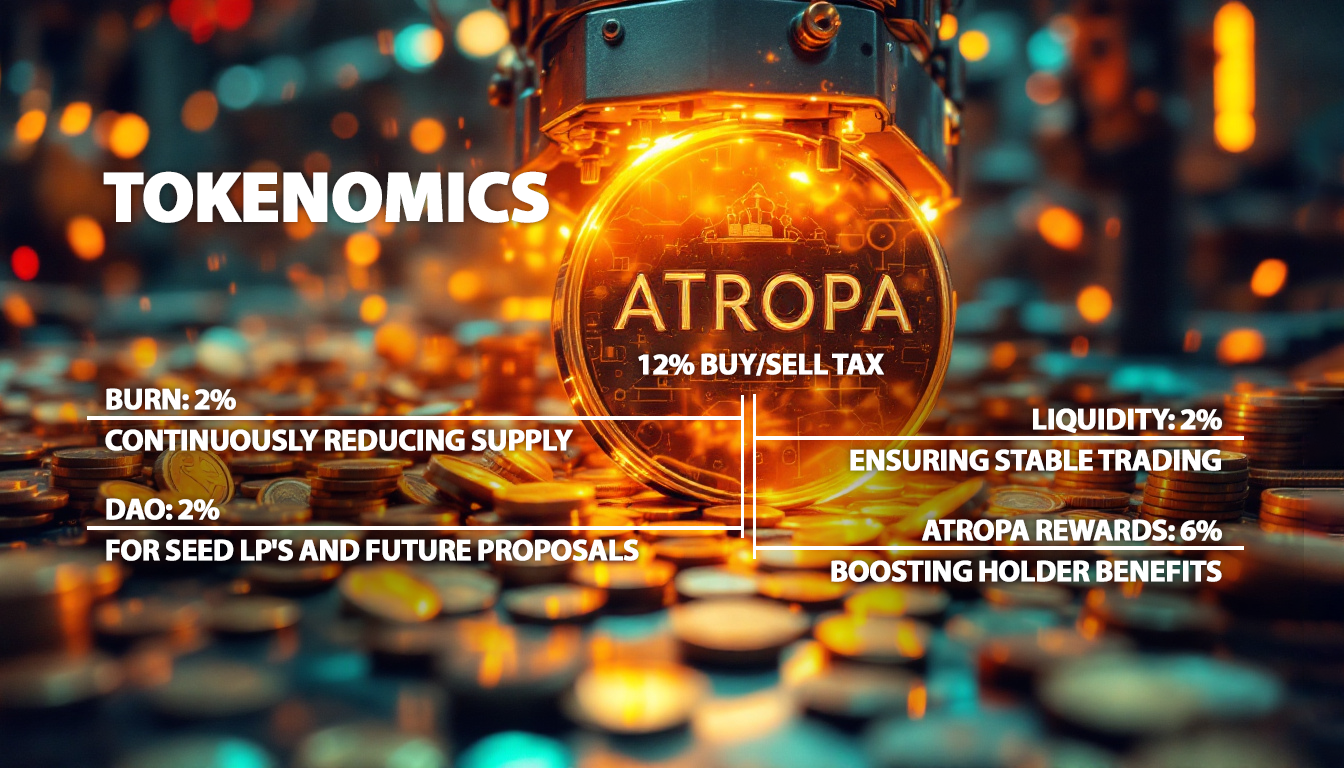 TOKENOMICS
ATROPA
12% BUY/SELL TAX
BURN: 2%
CONTINUOUSLY REDUCING SUPPLY
DAO: 2%
FOR SEED LP'S AND FUTURE PROPOSALS
LIQUIDITY: 2%
ENSURING STABLE TRADING
ATROPA REWARDS: 6%
BOOSTING HOLDER BENEFITS